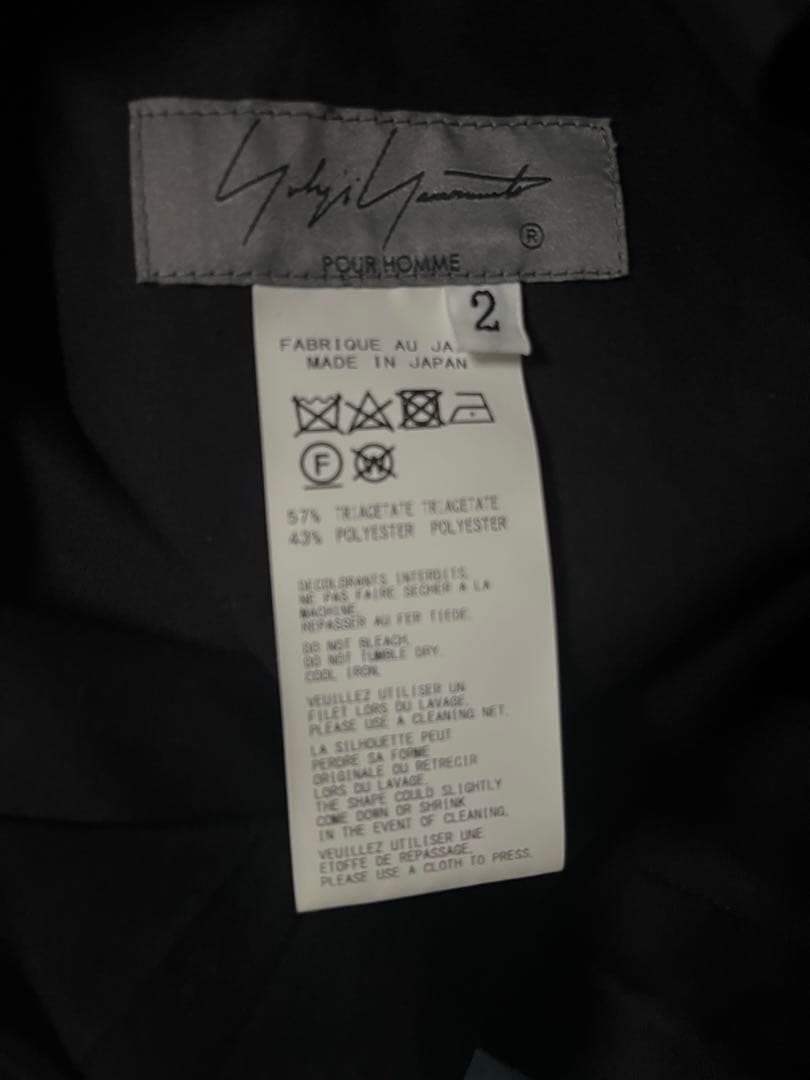 Yohji Yamamoto
®
POUR HOMME
2
FABRIQUE AU JA
MADE IN JAPAN
F
W
57% TRIACETATE TRIACETATE
43% POLYESTER POLYESTER
DECOLORANTS INTERDITS.
NE PAS FAIRE SECHER A LA
MACHINE.
REPASSER AU FER TIEDE.
DO NOT BLEACH.
DO NOT TUMBLE DRY.
COOL IRON.
VEUILLEZ UTILISER UN
FILET LORS DU LAVAGE.
PLEASE USE A CLEANING NET.
LA SILHOUETTE PEUT
PERDRE SA FORME
ORIGINALE OU RETRECIR
LORS DU LAVAGE.
THE SHAPE COULD SLIGHTLY
COME DOWN OR SHRINK
IN THE EVENT OF CLEANING.
VEUILLEZ UTILISER UNE
ETOFFE DE REPASSAGE.
PLEASE USE A CLOTH TO PRESS.